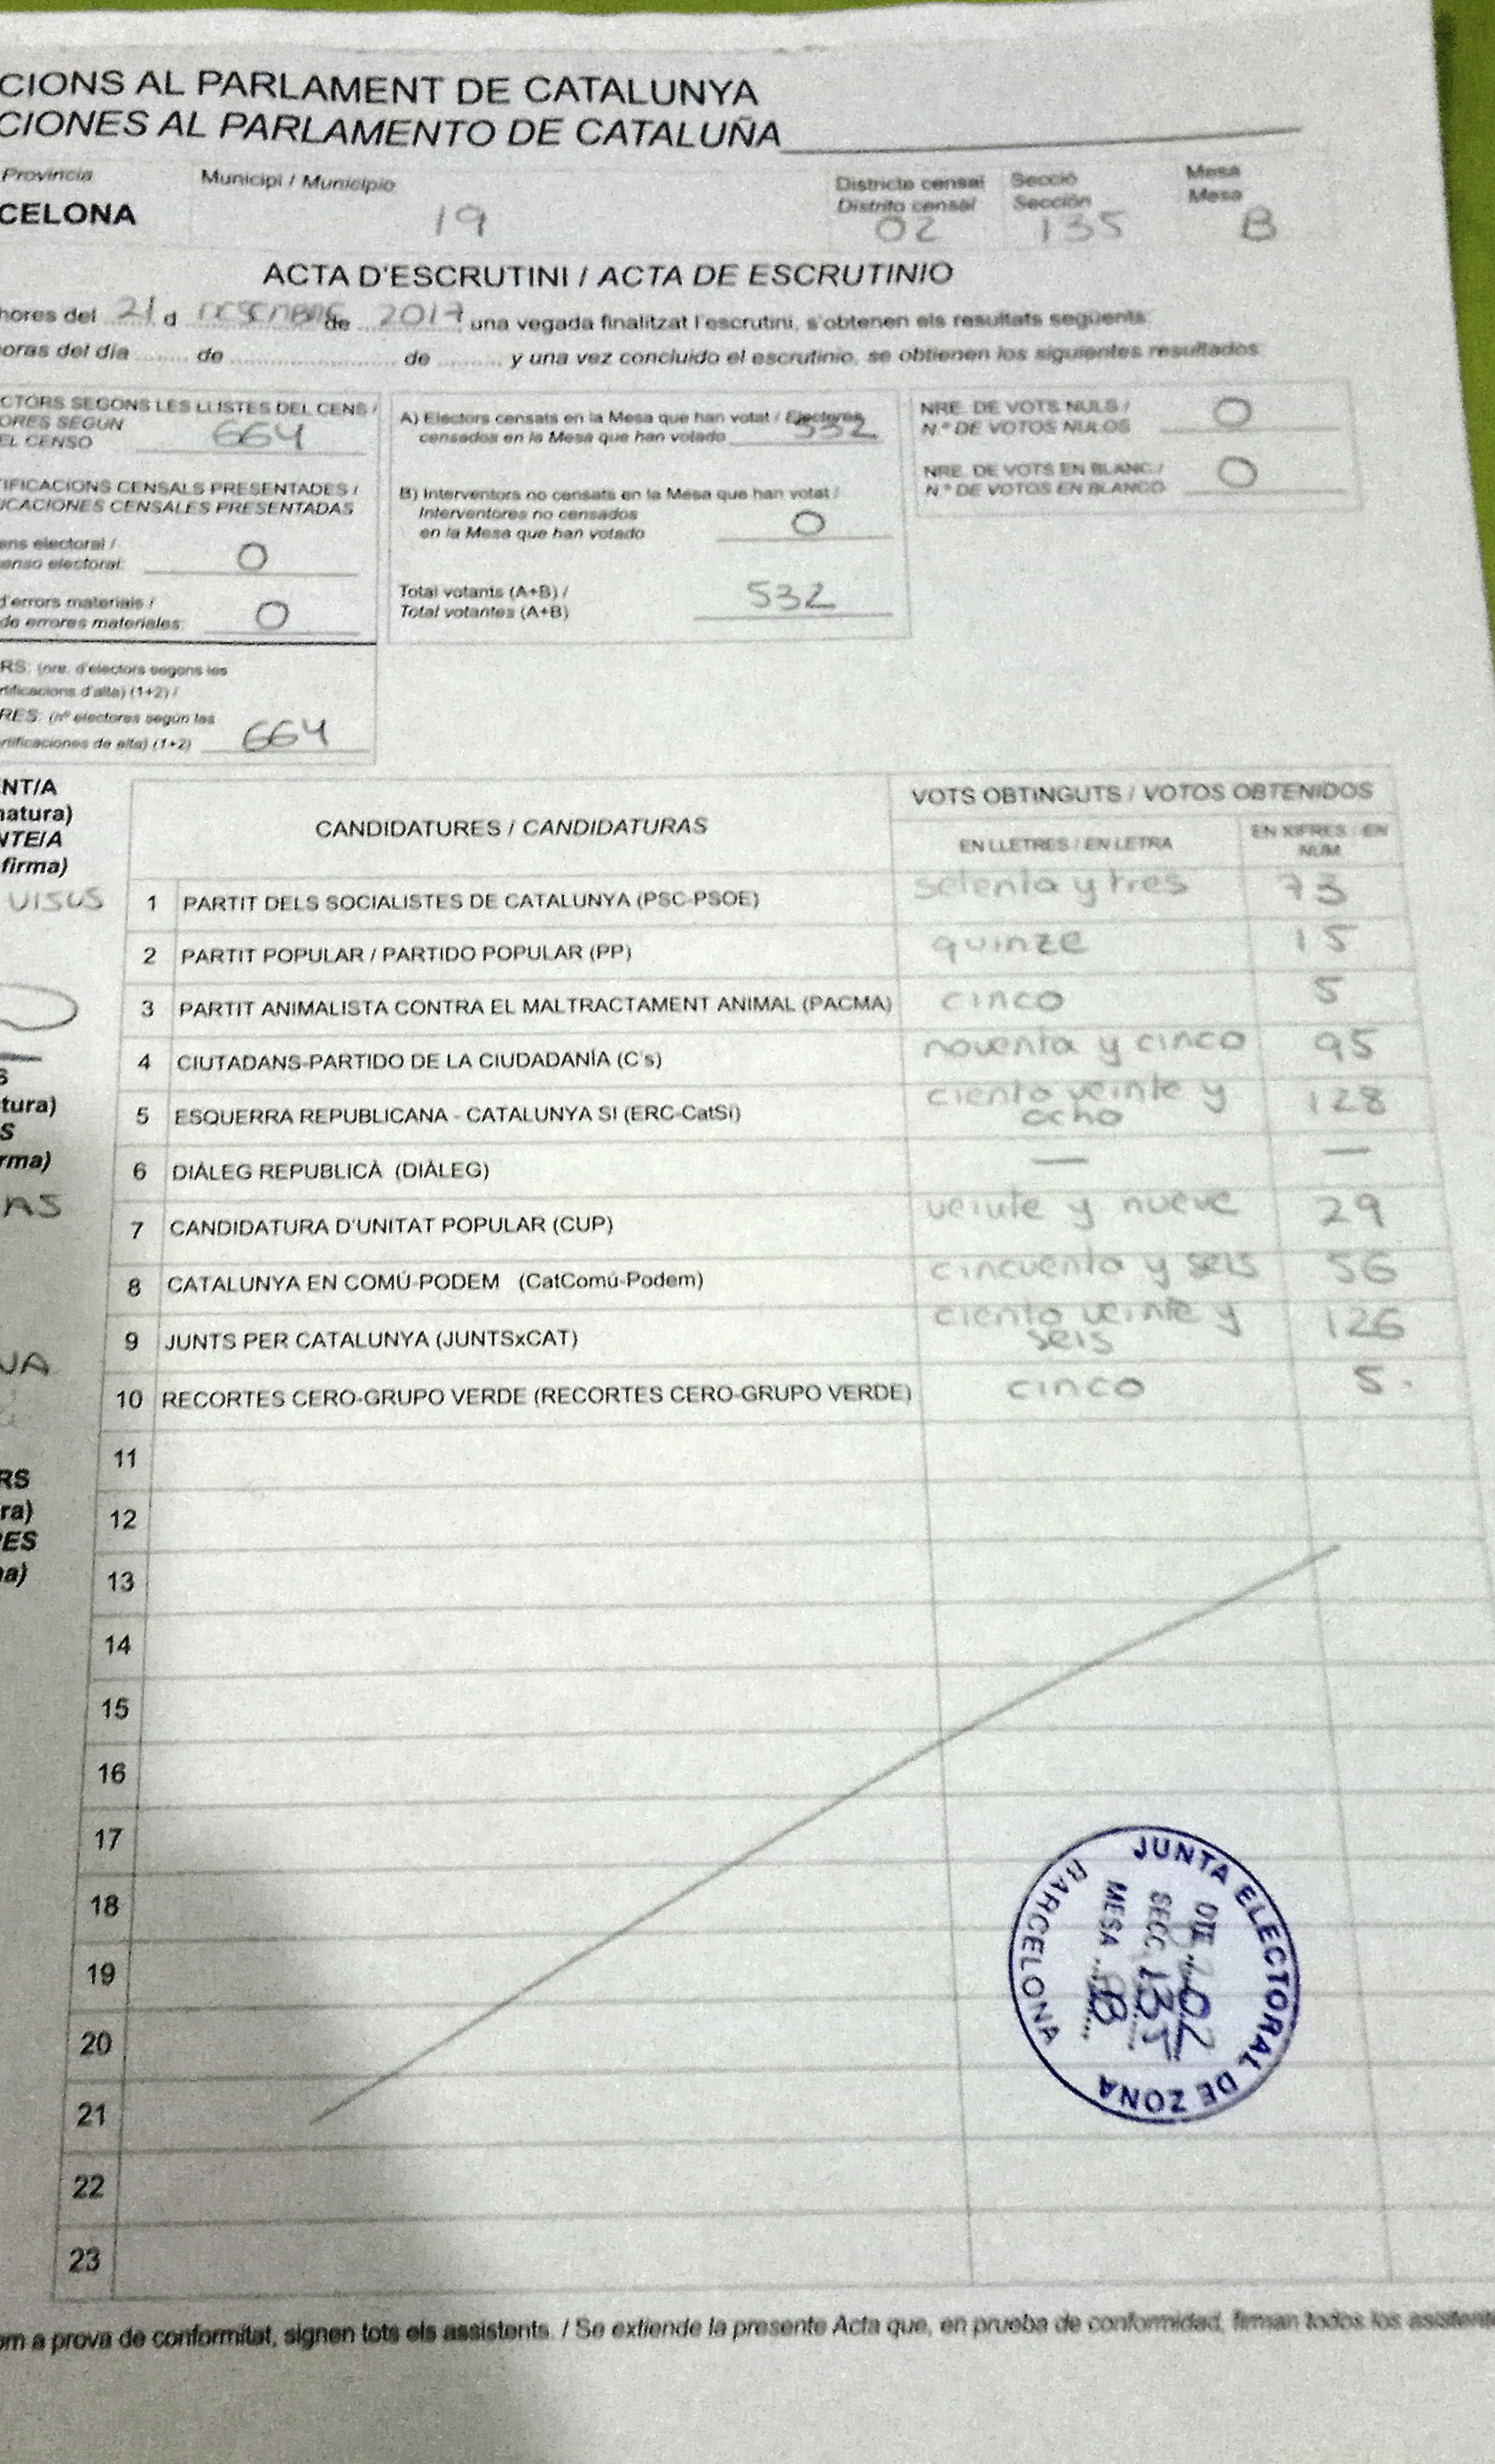 CIONS AL PARLAMENT DE CATALUNYA
CIONES AL PARLAMENTO DE CATALUÑA
Provincia Municipi / Municipio Districte censal Secció Mesa
Distrito censal Sección Mesa
CELONA 19 02 135 B
ACTA D'ESCRUTINI / ACTA DE ESCRUTINIO
hores del 21 d de 2017 una vegada finalitzat l'escrutini, s'obtenen els resultats següents:
oras del día ........ de ........................ de ......... y una vez concluido el escrutinio, se obtienen los siguientes resultados
CTORS SEGONS LES LLISTES DEL CENS /
ORES SEGUN
EL CENSO 664
IFICACIONS CENSALS PRESENTADES /
ICACIONES CENSALES PRESENTADAS
ens electoral /
enso electoral: 0
d'errors materials /
de errores materiales: 0
RS: (nre. d'electors segons les
rtificacions d'alta) (1+2) /
RES: (nº electores según las
rtificaciones de alta) (1+2) 664
A) Electors censats en la Mesa que han votat / Electores
censados en la Mesa que han votado 532
B) Interventors no censats en la Mesa que han votat /
Interventores no censados
en la Mesa que han votado 0
Total votants (A+B) /
Total votantes (A+B) 532
NRE. DE VOTS NULS /
N.º DE VOTOS NULOS 0
NRE. DE VOTS EN BLANC /
N.º DE VOTOS EN BLANCO 0
NT/A
natura)
NTE/A
firma)
VISUS
S
tura)
S
rma)
AS
NA
RS
ra)
RES
na)
CANDIDATURES / CANDIDATURAS VOTS OBTINGUTS / VOTOS OBTENIDOS
EN LLETRES / EN LETRA EN XIFRES / EN
NUM.
1 PARTIT DELS SOCIALISTES DE CATALUNYA (PSC-PSOE) setenta y tres 73
2 PARTIT POPULAR / PARTIDO POPULAR (PP) quinze 15
3 PARTIT ANIMALISTA CONTRA EL MALTRACTAMENT ANIMAL (PACMA) cinco 5
4 CIUTADANS-PARTIDO DE LA CIUDADANÍA (C's) noventa y cinco 95
5 ESQUERRA REPUBLICANA - CATALUNYA SI (ERC-CatSí) ciento veinte y
ocho 128
6 DIÀLEG REPUBLICÀ (DIÀLEG) — —
7 CANDIDATURA D'UNITAT POPULAR (CUP) veiute y nueve 29
8 CATALUNYA EN COMÚ-PODEM (CatComú-Podem) cincuenta y seis 56
9 JUNTS PER CATALUNYA (JUNTSxCAT) ciento veinte y
seis 126
10 RECORTES CERO-GRUPO VERDE (RECORTES CERO-GRUPO VERDE) cinco 5.
11
12
13
14
15
16
17
18
19
20
21
22
23
JUNTA ELECTORAL DE ZONA
BARCELONA
DTE. 02
SECC. 135
MESA B
om a prova de conformitat, signen tots els assistents. / Se extiende la presente Acta que, en prueba de conformidad, firman todos los asistente